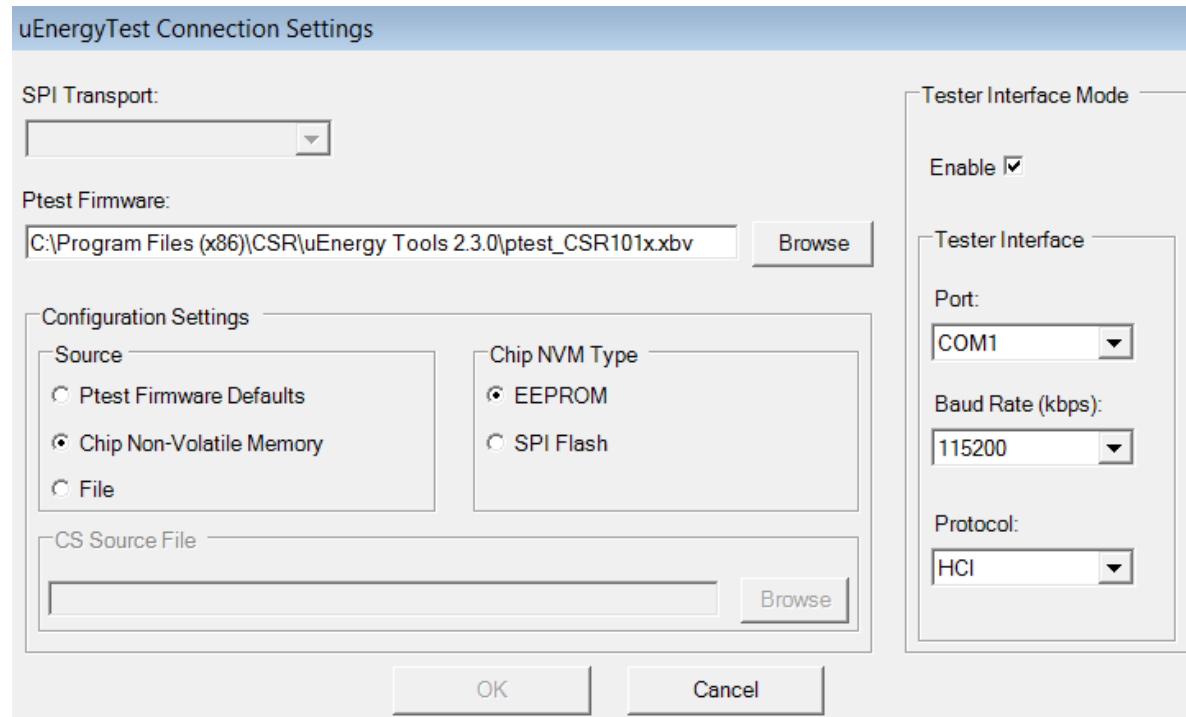 uEnergyTest Connection Settings
SPI Transport:
Ptest Firmware:
C:\Program Files (x86)\CSR\uEnergy Tools 2.3.0\ptest_CSR101x.xbv
Browse
Configuration Settings
Source
Ptest Firmware Defaults
Chip Non-Volatile Memory
File
Chip NVM Type
EEPROM
SPI Flash
CS Source File
Browse
Tester Interface Mode
Enable
Tester Interface
Port:
COM1
Baud Rate (kbps):
115200
Protocol:
HCI
OK
Cancel